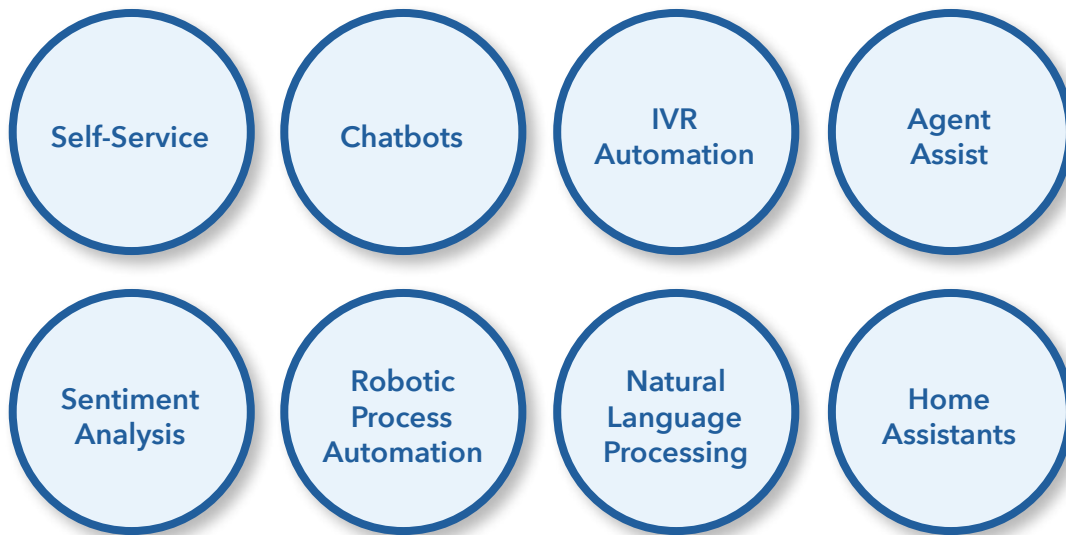 Self-Service
Chatbots
IVR
Automation
Agent
Assist
Sentiment
Analysis
Robotic
Process
Automation
Natural
Language
Processing
Home
Assistants